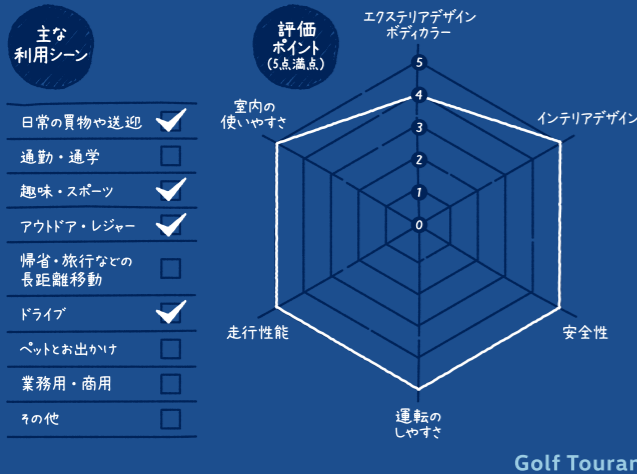 主な
利用シーン
日常の買物や送迎
通勤・通学
趣味・スポーツ
アウトドア・レジャー
帰省・旅行などの
長距離移動
ドライブ
ペットとお出かけ
業務用・商用
その他
評価
ポイント
(5点満点)
エクステリアデザイン
ボディカラー
室内の
使いやすさ
インテリアデザイン
5
4
3
2
1
0
走行性能
安全性
運転の
しやすさ
Golf Touran